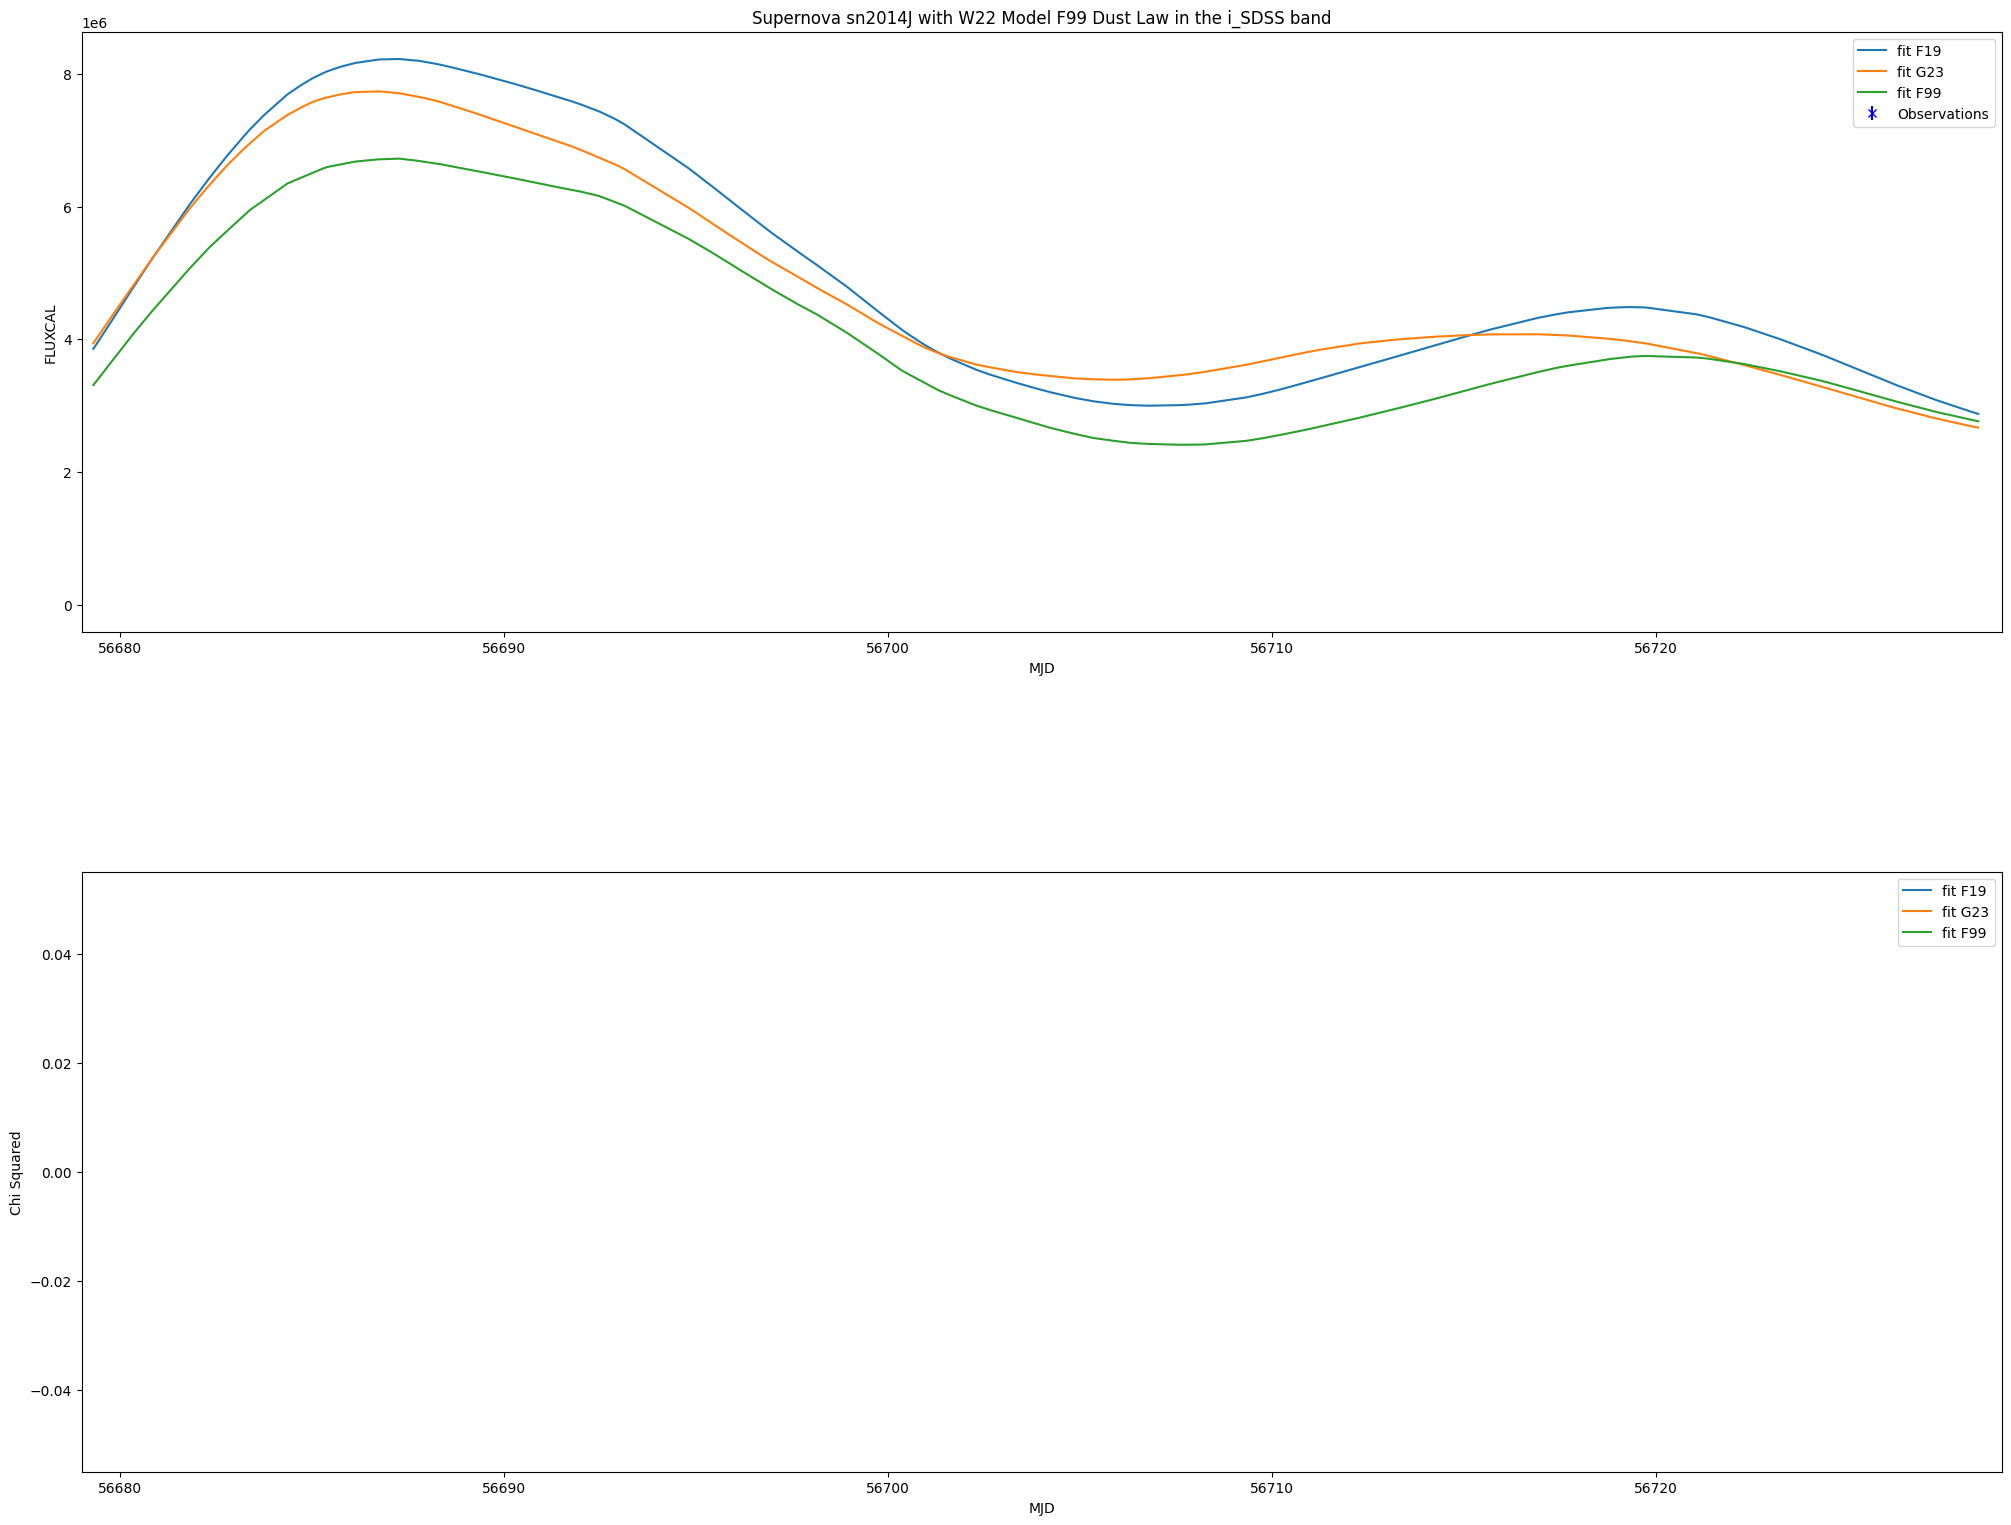 Supernova sn2014J with W22 Model F99 Dust Law in the i_SDSS band
1e6
8
6
4
2
0
FLUXCAL
fit F19
fit G23
fit F99
Observations
56680 56690 56700 56710 56720
MJD
0.04
0.02
0.00
−0.02
−0.04
Chi Squared
fit F19
fit G23
fit F99
56680 56690 56700 56710 56720
MJD